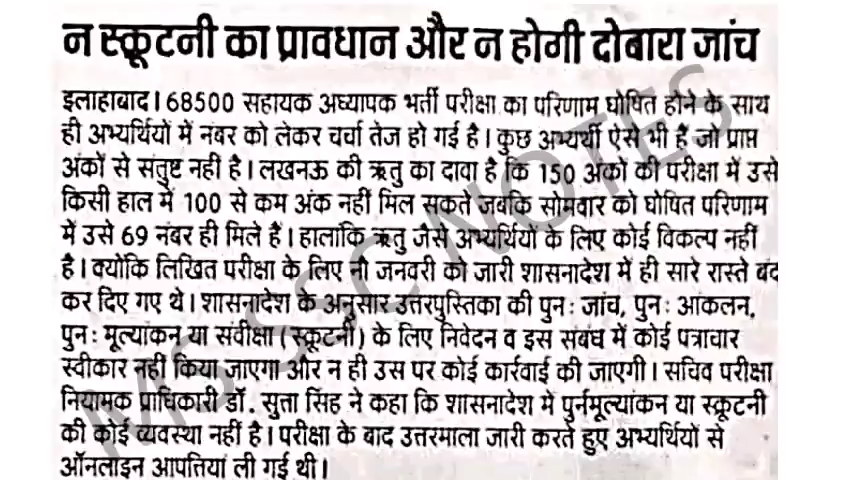 न स्क्रूटनी का प्रावधान और न होगी दोबारा जांच
इलाहाबाद। 68500 सहायक अध्यापक भर्ती परीक्षा का परिणाम घोषित होने के साथ
ही अभ्यर्थियों में नंबर को लेकर चर्चा तेज हो गई है। कुछ अभ्यर्थी ऐसे भी हैं जो प्राप्त
अंकों से संतुष्ट नहीं है। लखनऊ की ऋतु का दावा है कि 150 अंकों की परीक्षा में उसे
किसी हाल में 100 से कम अंक नहीं मिल सकते जबकि सोमवार को घोषित परिणाम
में उसे 69 नंबर ही मिले हैं। हालांकि ऋतु जैसे अभ्यर्थियों के लिए कोई विकल्प नहीं
है। क्योंकि लिखित परीक्षा के लिए नौ जनवरी को जारी शासनादेश में ही सारे रास्ते बंद
कर दिए गए थे। शासनादेश के अनुसार उत्तरपुस्तिका की पुनः जांच, पुनः आंकलन,
पुनः मूल्यांकन या संवीक्षा (स्क्रूटनी) के लिए निवेदन व इस संबंध में कोई पत्राचार
स्वीकार नहीं किया जाएगा और न ही उस पर कोई कार्रवाई की जाएगी। सचिव परीक्षा
नियामक प्राधिकारी डॉ. सुत्ता सिंह ने कहा कि शासनादेश में पुर्नमूल्यांकन या स्क्रूटनी
की कोई व्यवस्था नहीं है। परीक्षा के बाद उत्तरमाला जारी करते हुए अभ्यर्थियों से
ऑनलाइन आपत्तियां ली गई थी।
MS SSC NOTES